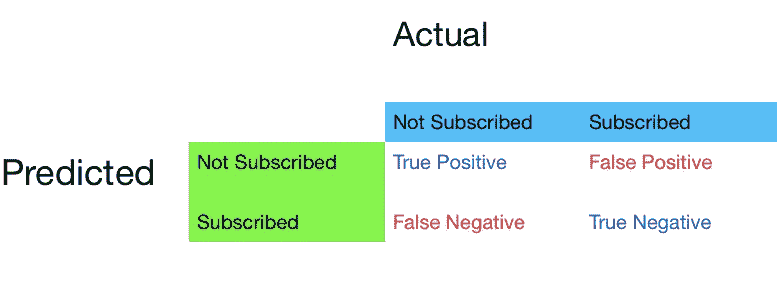 Actual
Not Subscribed Subscribed
Predicted
Not Subscribed True Positive False Positive
Subscribed False Negative True Negative